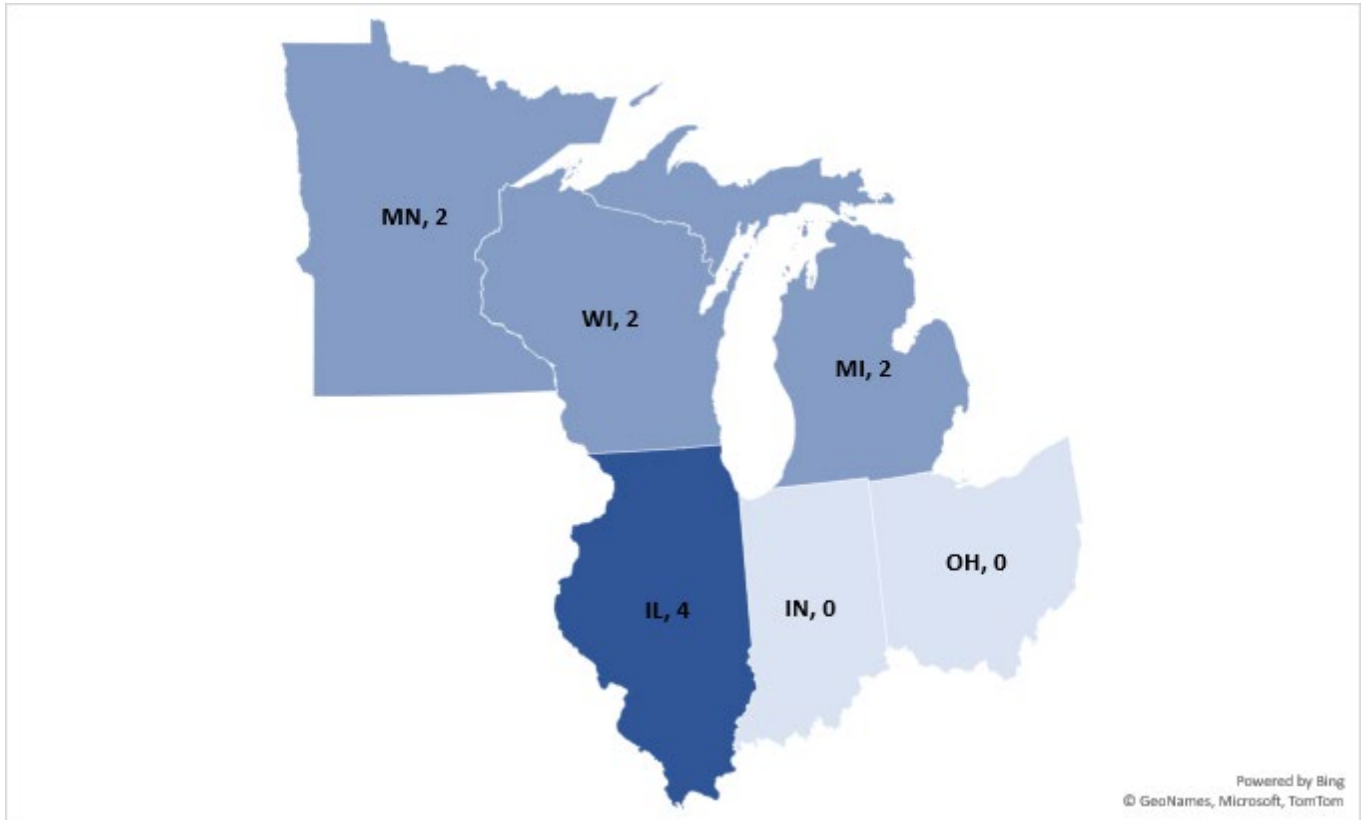 MN, 2
WI, 2
MI, 2
OH, 0
IL, 4
IN, 0
Powered by Bing
© GeoNames, Microsoft, TomTom